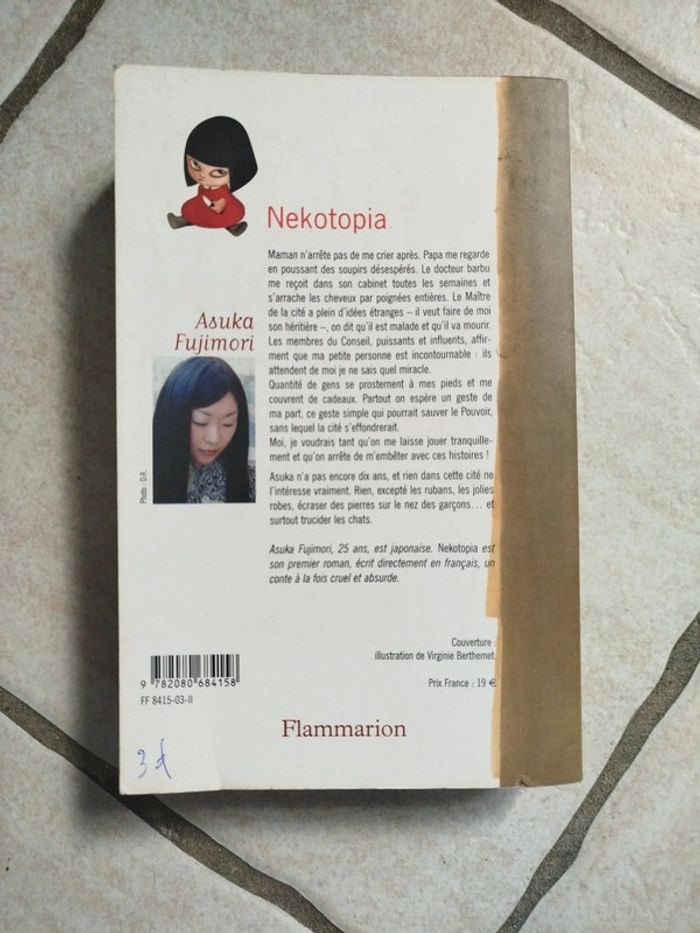 Nekotopia
Maman n'arrête pas de me crier après. Papa me regarde
en poussant des soupirs désespérés. Le docteur barbu
me reçoit dans son cabinet toutes les semaines et
s'arrache les cheveux par poignées entières. Le Maître
de la cité a plein d'idées étranges – il veut faire de moi
son héritière –, on dit qu'il est malade et qu'il va mourir.
Les membres du Conseil, puissants et influents, affir-
ment que ma petite personne est incontournable : ils
attendent de moi je ne sais quel miracle.
Quantité de gens se prosternent à mes pieds et me
couvrent de cadeaux. Partout on espère un geste de
ma part, ce geste simple qui pourrait sauver le Pouvoir,
sans lequel la cité s'effondrerait.
Moi, je voudrais tant qu'on me laisse jouer tranquille-
ment et qu'on arrête de m'embêter avec ces histoires !
Asuka n'a pas encore dix ans, et rien dans cette cité ne
l'intéresse vraiment. Rien, excepté les rubans, les jolies
robes, écraser des pierres sur le nez des garçons… et
surtout trucider les chats.
Asuka Fujimori, 25 ans, est japonaise. Nekotopia est
son premier roman, écrit directement en français, un
conte à la fois cruel et absurde.
Asuka
Fujimori
Photo : D.R.
Couverture :
illustration de Virginie Berthemet.
Prix France : 19 €
9 782080 684158
FF 8415-03-II
Flammarion